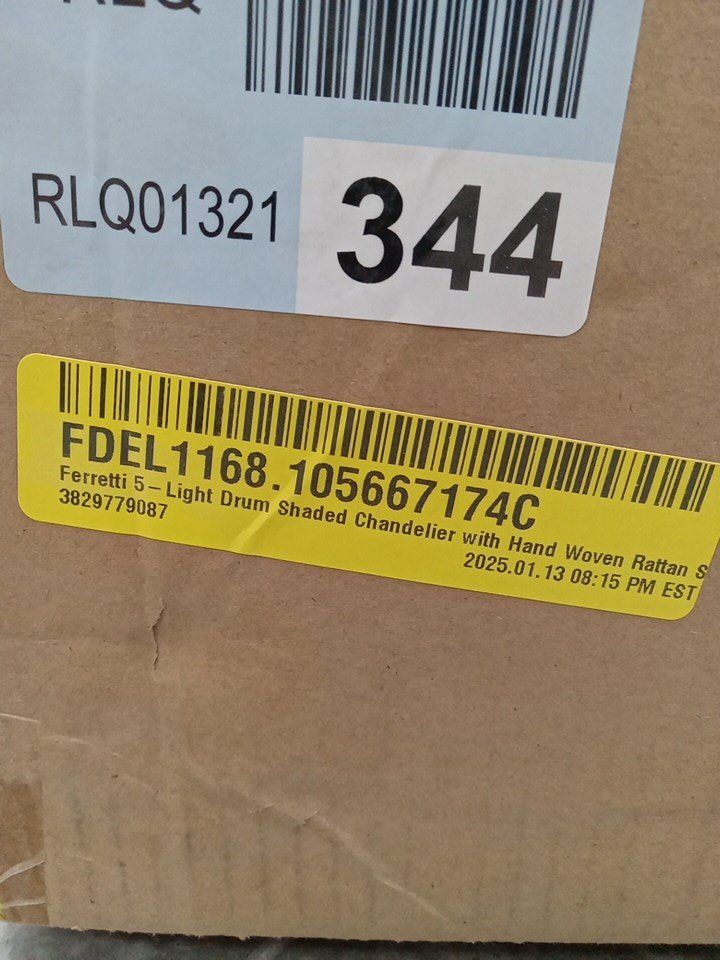 RLQ01321
344
FDEL1168.105667174C
Ferretti 5-Light Drum Shaded Chandelier with Hand Woven Rattan S
3829779087
2025.01.13 08:15 PM EST